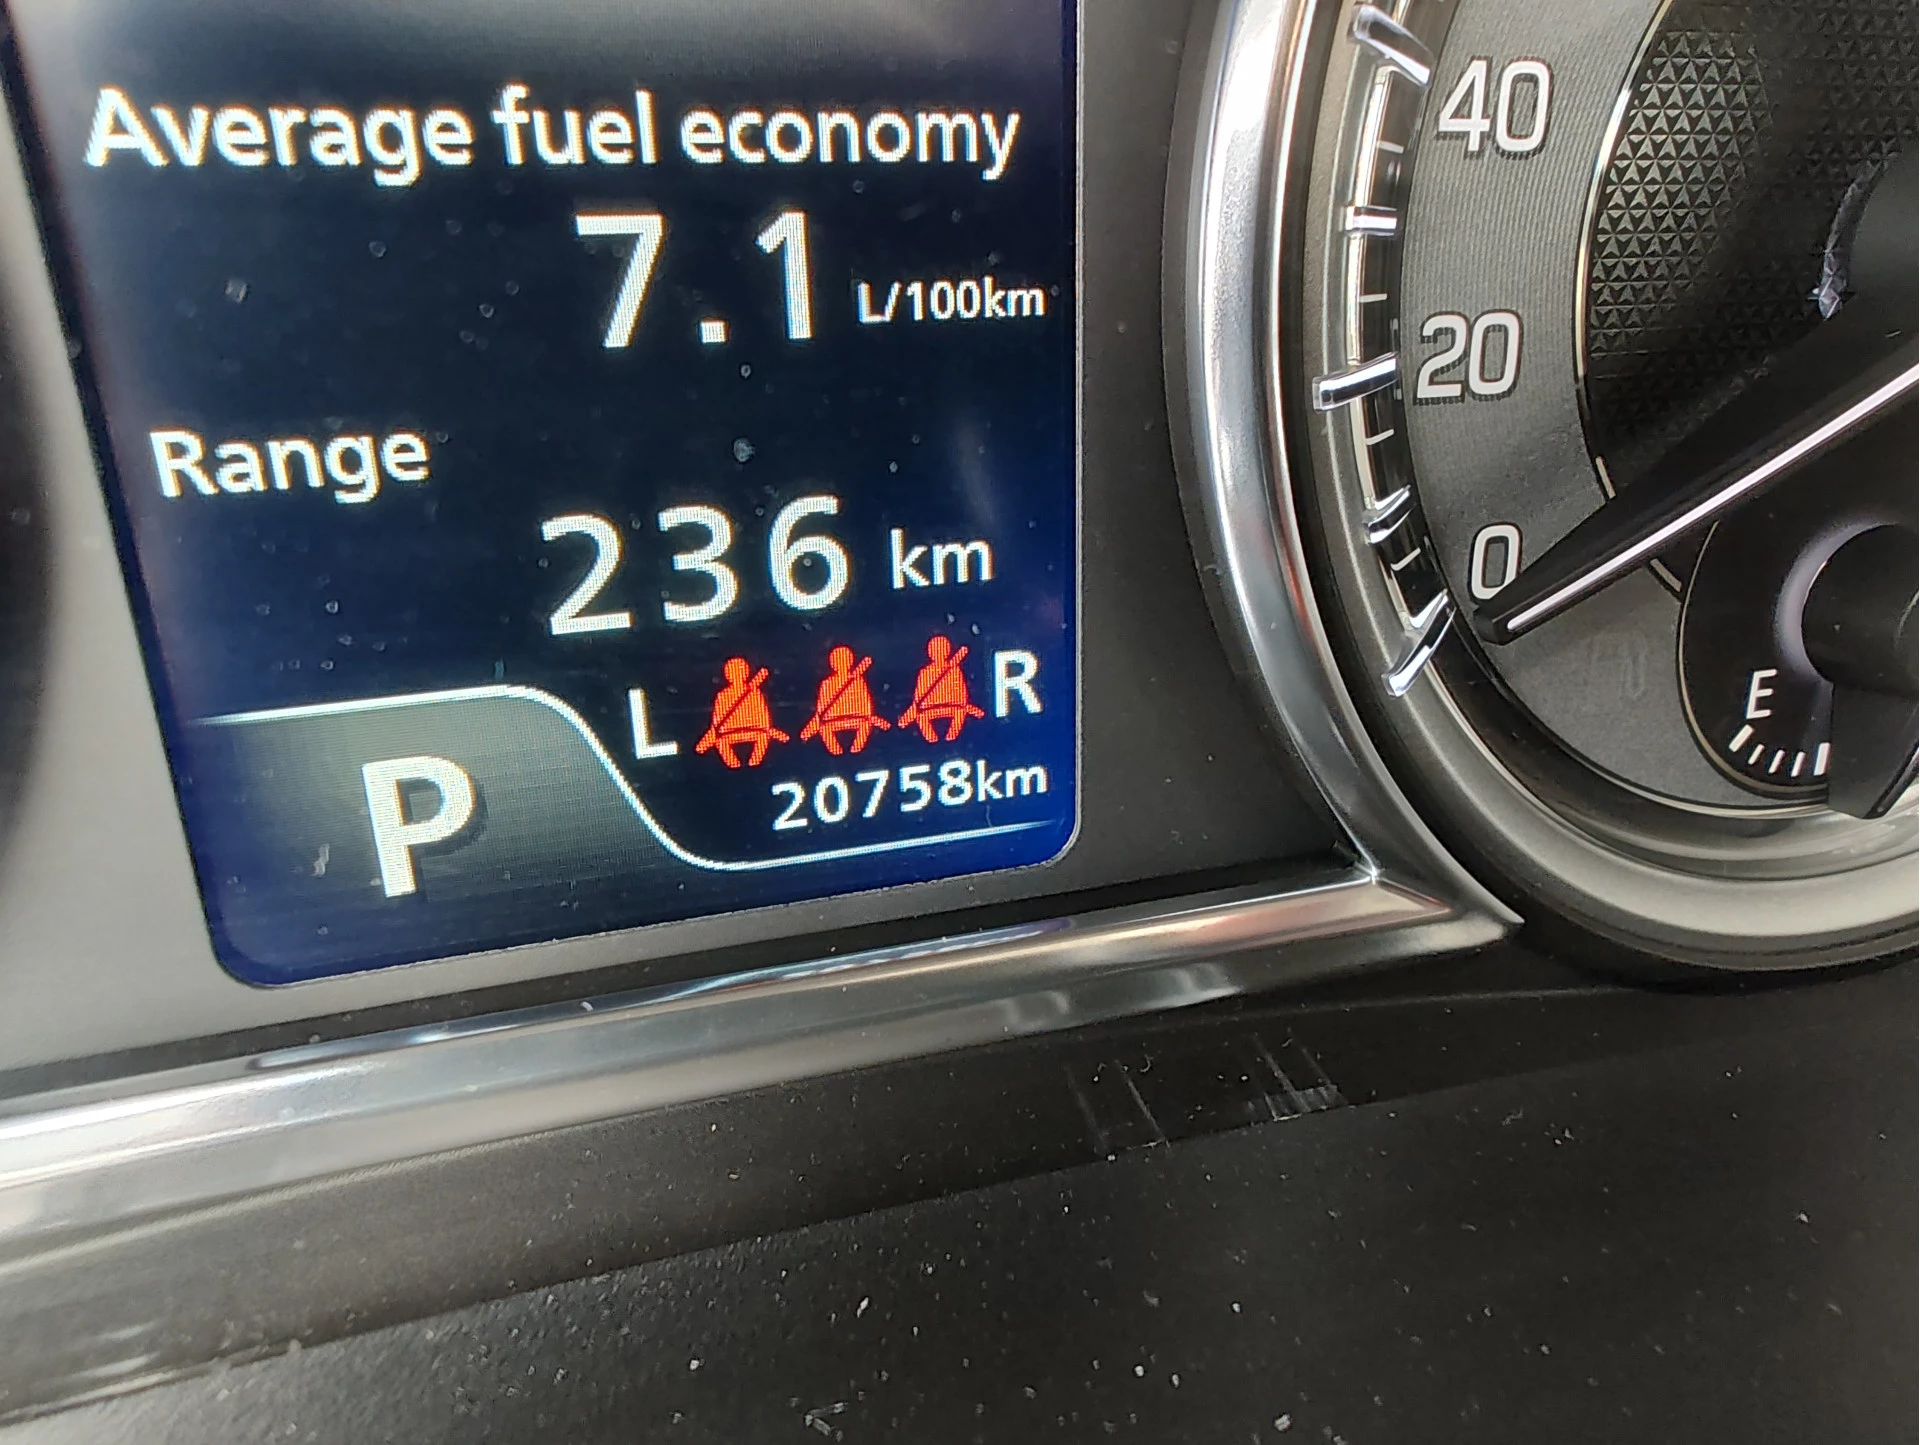 Average fuel economy
7.1 L/100km
Range
236 km
L R
P
20758km
40
20
0
E